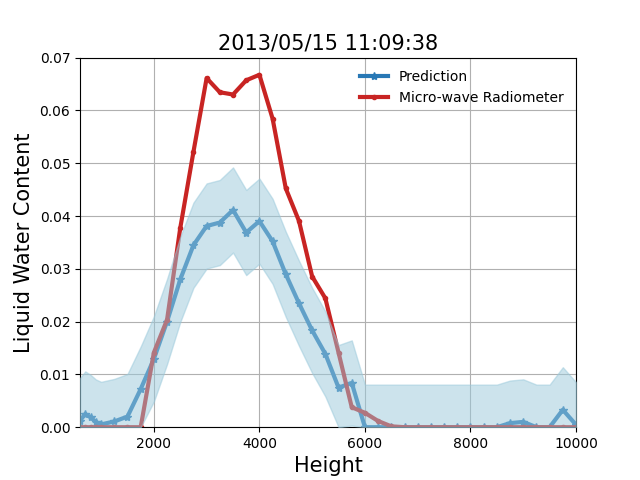 2013/05/15 11:09:38
Prediction
Micro-wave Radiometer
Liquid Water Content
0.07
0.06
0.05
0.04
0.03
0.02
0.01
0.00
2000 4000 6000 8000 10000
Height